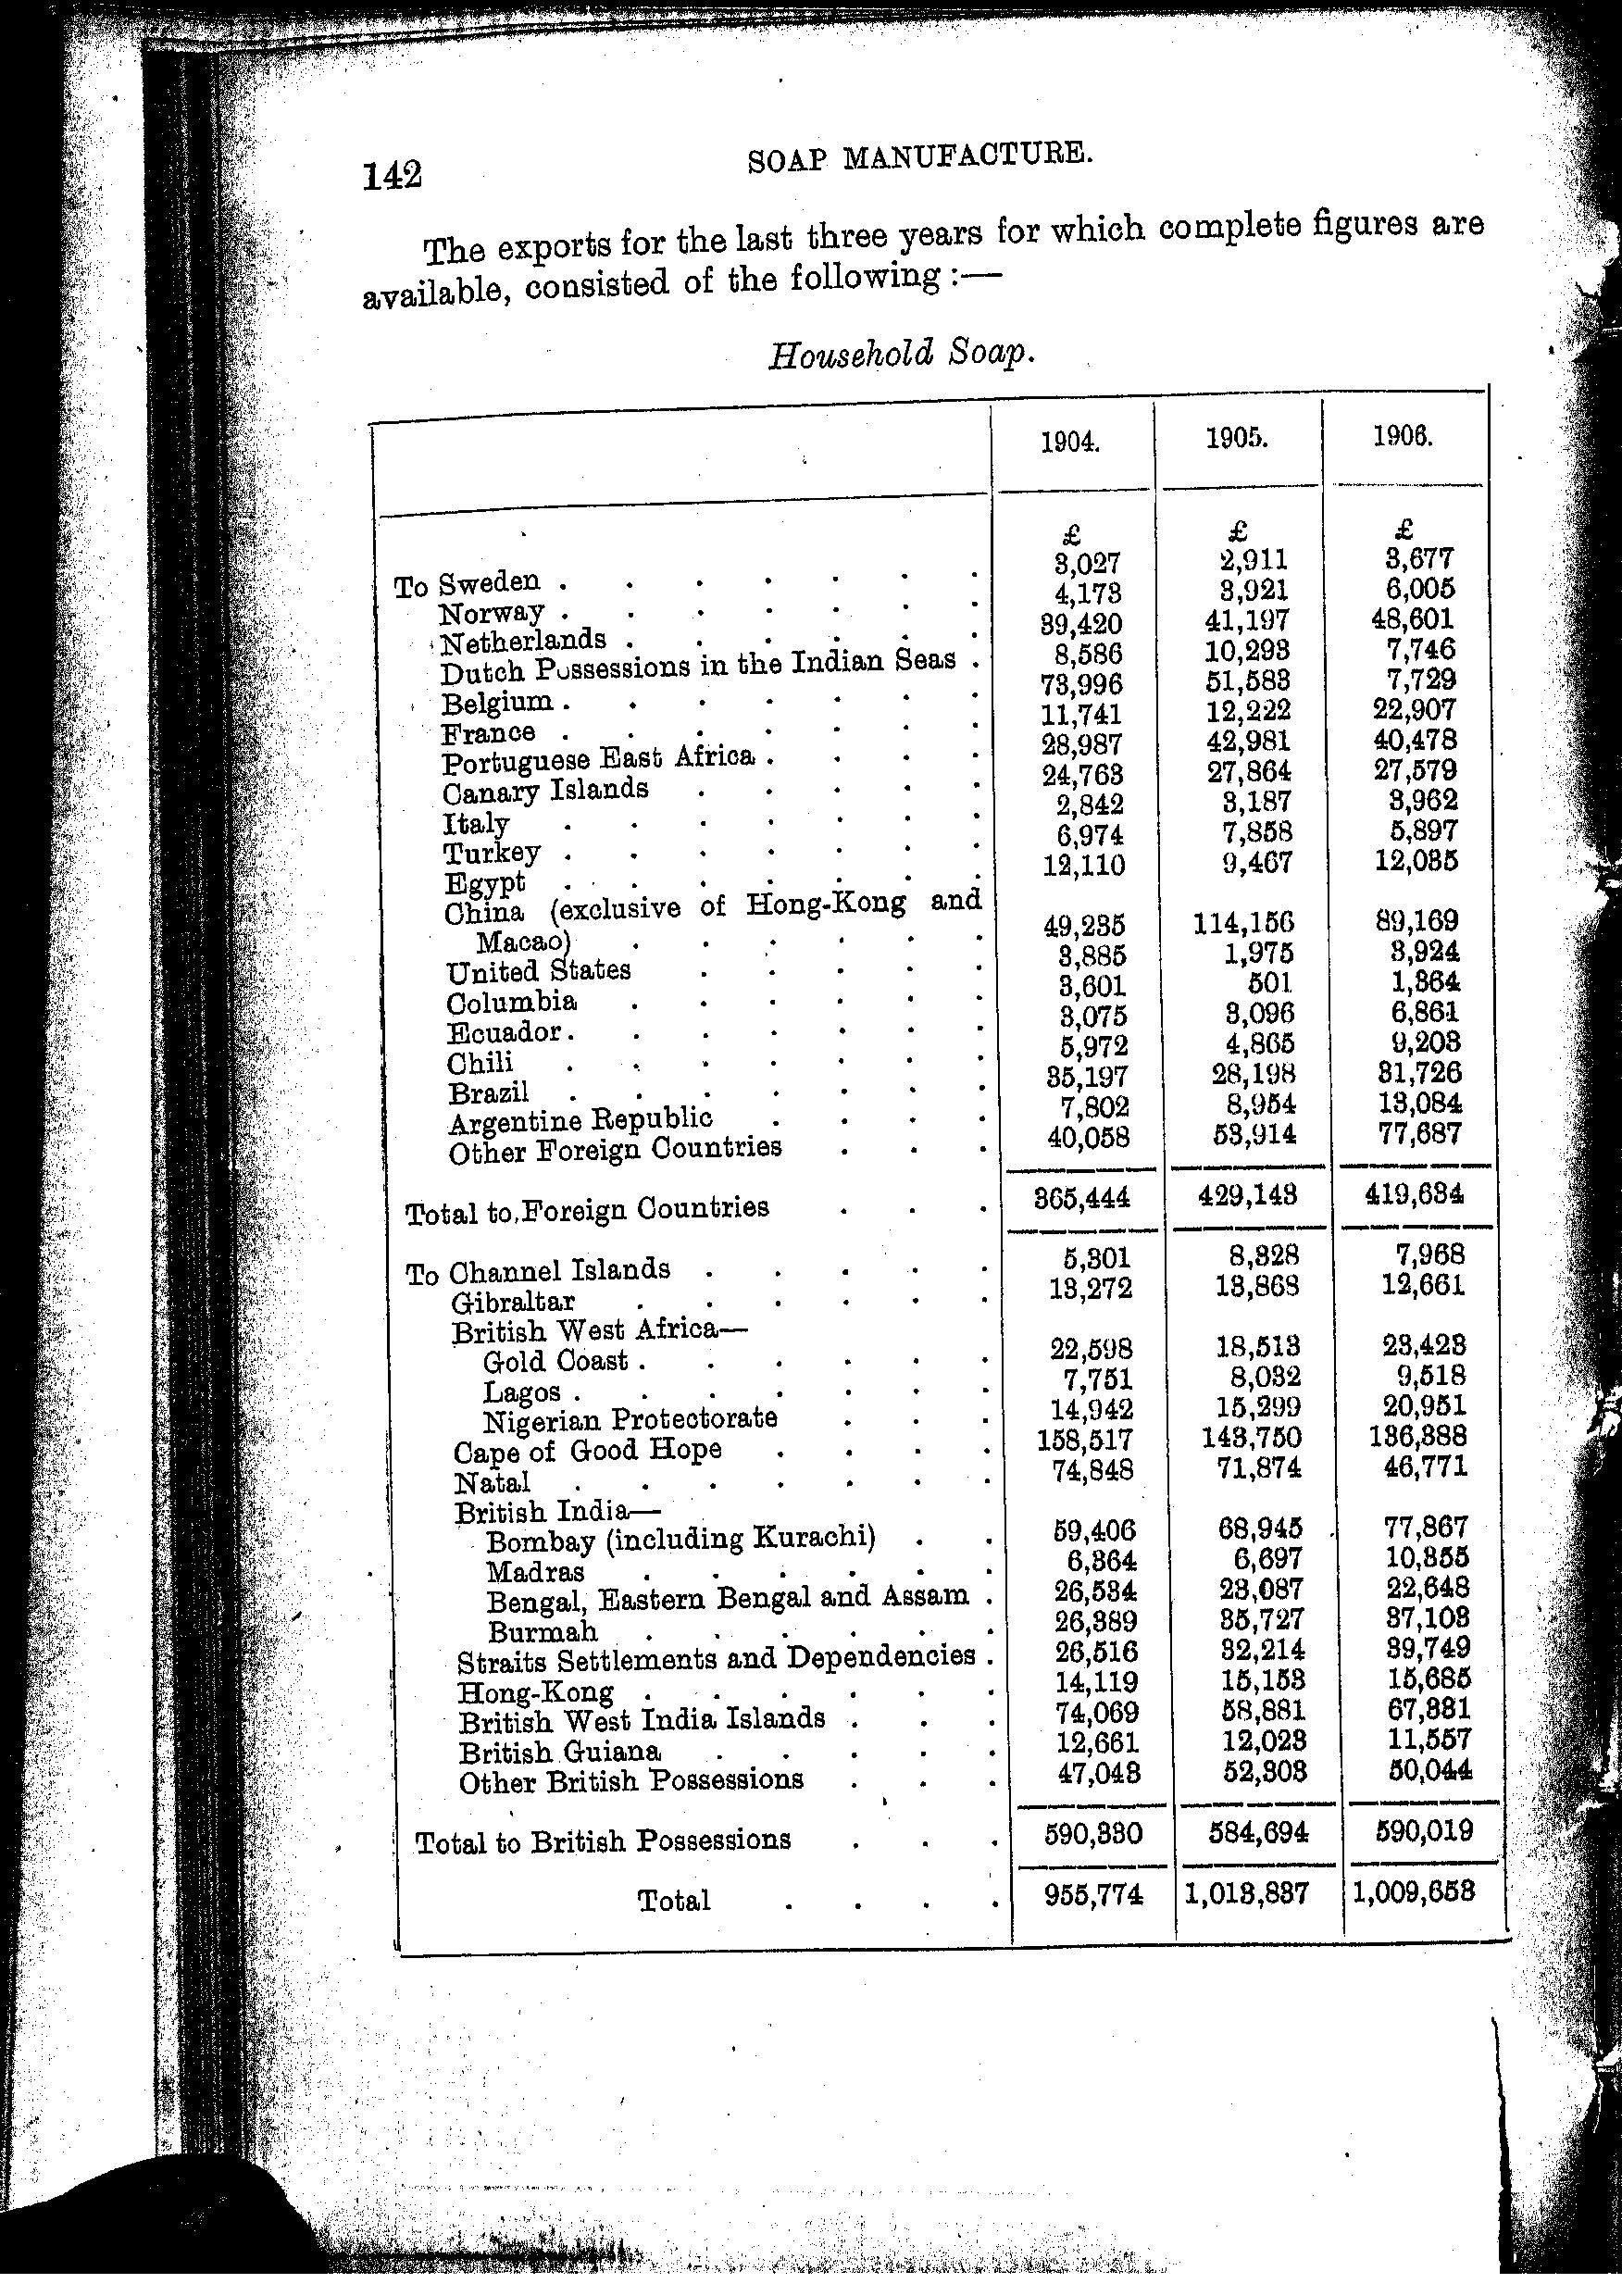 142 SOAP MANUFACTURE.
The exports for the last three years for which complete figures are
available, consisted of the following :—
Household Soap.
1904. 1905. 1906.
£ £ £
To Sweden . . . . . . . 3,027 2,911 3,677
Norway . . . . . . . 4,173 3,921 6,005
Netherlands . . . . . . 39,420 41,197 48,601
Dutch Possessions in the Indian Seas . 8,586 10,293 7,746
Belgium . . . . . . . 73,996 51,583 7,729
France . . . . . . . 11,741 12,222 22,907
Portuguese East Africa . . . . 28,987 42,981 40,478
Canary Islands . . . . . 24,763 27,864 27,579
Italy . . . . . . . 2,842 3,187 3,962
Turkey . . . . . . . 6,974 7,858 5,897
Egypt . . . . . . . 12,110 9,467 12,085
China (exclusive of Hong-Kong and
Macao) . . . . . . 49,235 114,156 89,169
United States . . . . . 3,885 1,975 3,924
Columbia . . . . . . 3,601 501 1,364
Ecuador . . . . . . . 3,075 3,096 6,861
Chili . . . . . . . 5,972 4,865 9,203
Brazil . . . . . . . 35,197 28,198 31,726
Argentine Republic . . . . 7,802 8,954 13,084
Other Foreign Countries . . . 40,058 53,914 77,687
Total to Foreign Countries . . . 365,444 429,143 419,634
To Channel Islands . . . . . 5,301 8,328 7,968
Gibraltar . . . . . . 13,272 13,868 12,661
British West Africa—
Gold Coast . . . . . . 22,598 18,513 23,428
Lagos . . . . . . . 7,751 8,032 9,518
Nigerian Protectorate . . . 14,942 15,299 20,951
Cape of Good Hope . . . . 158,517 143,750 136,388
Natal . . . . . . . 74,848 71,874 46,771
British India—
Bombay (including Kurachi) . . 59,406 68,945 77,867
Madras . . . . . . 6,364 6,697 10,355
Bengal, Eastern Bengal and Assam . 26,534 23,087 22,648
Burmah . . . . . . 26,389 35,727 37,103
Straits Settlements and Dependencies . 26,516 32,214 39,749
Hong-Kong . . . . . . 14,119 15,153 15,685
British West India Islands . . . 74,069 58,881 67,881
British Guiana . . . . . 12,661 12,023 11,557
Other British Possessions . . . 47,043 52,303 50,044
Total to British Possessions . . . 590,330 584,694 590,019
Total . . . . 955,774 1,013,837 1,009,653